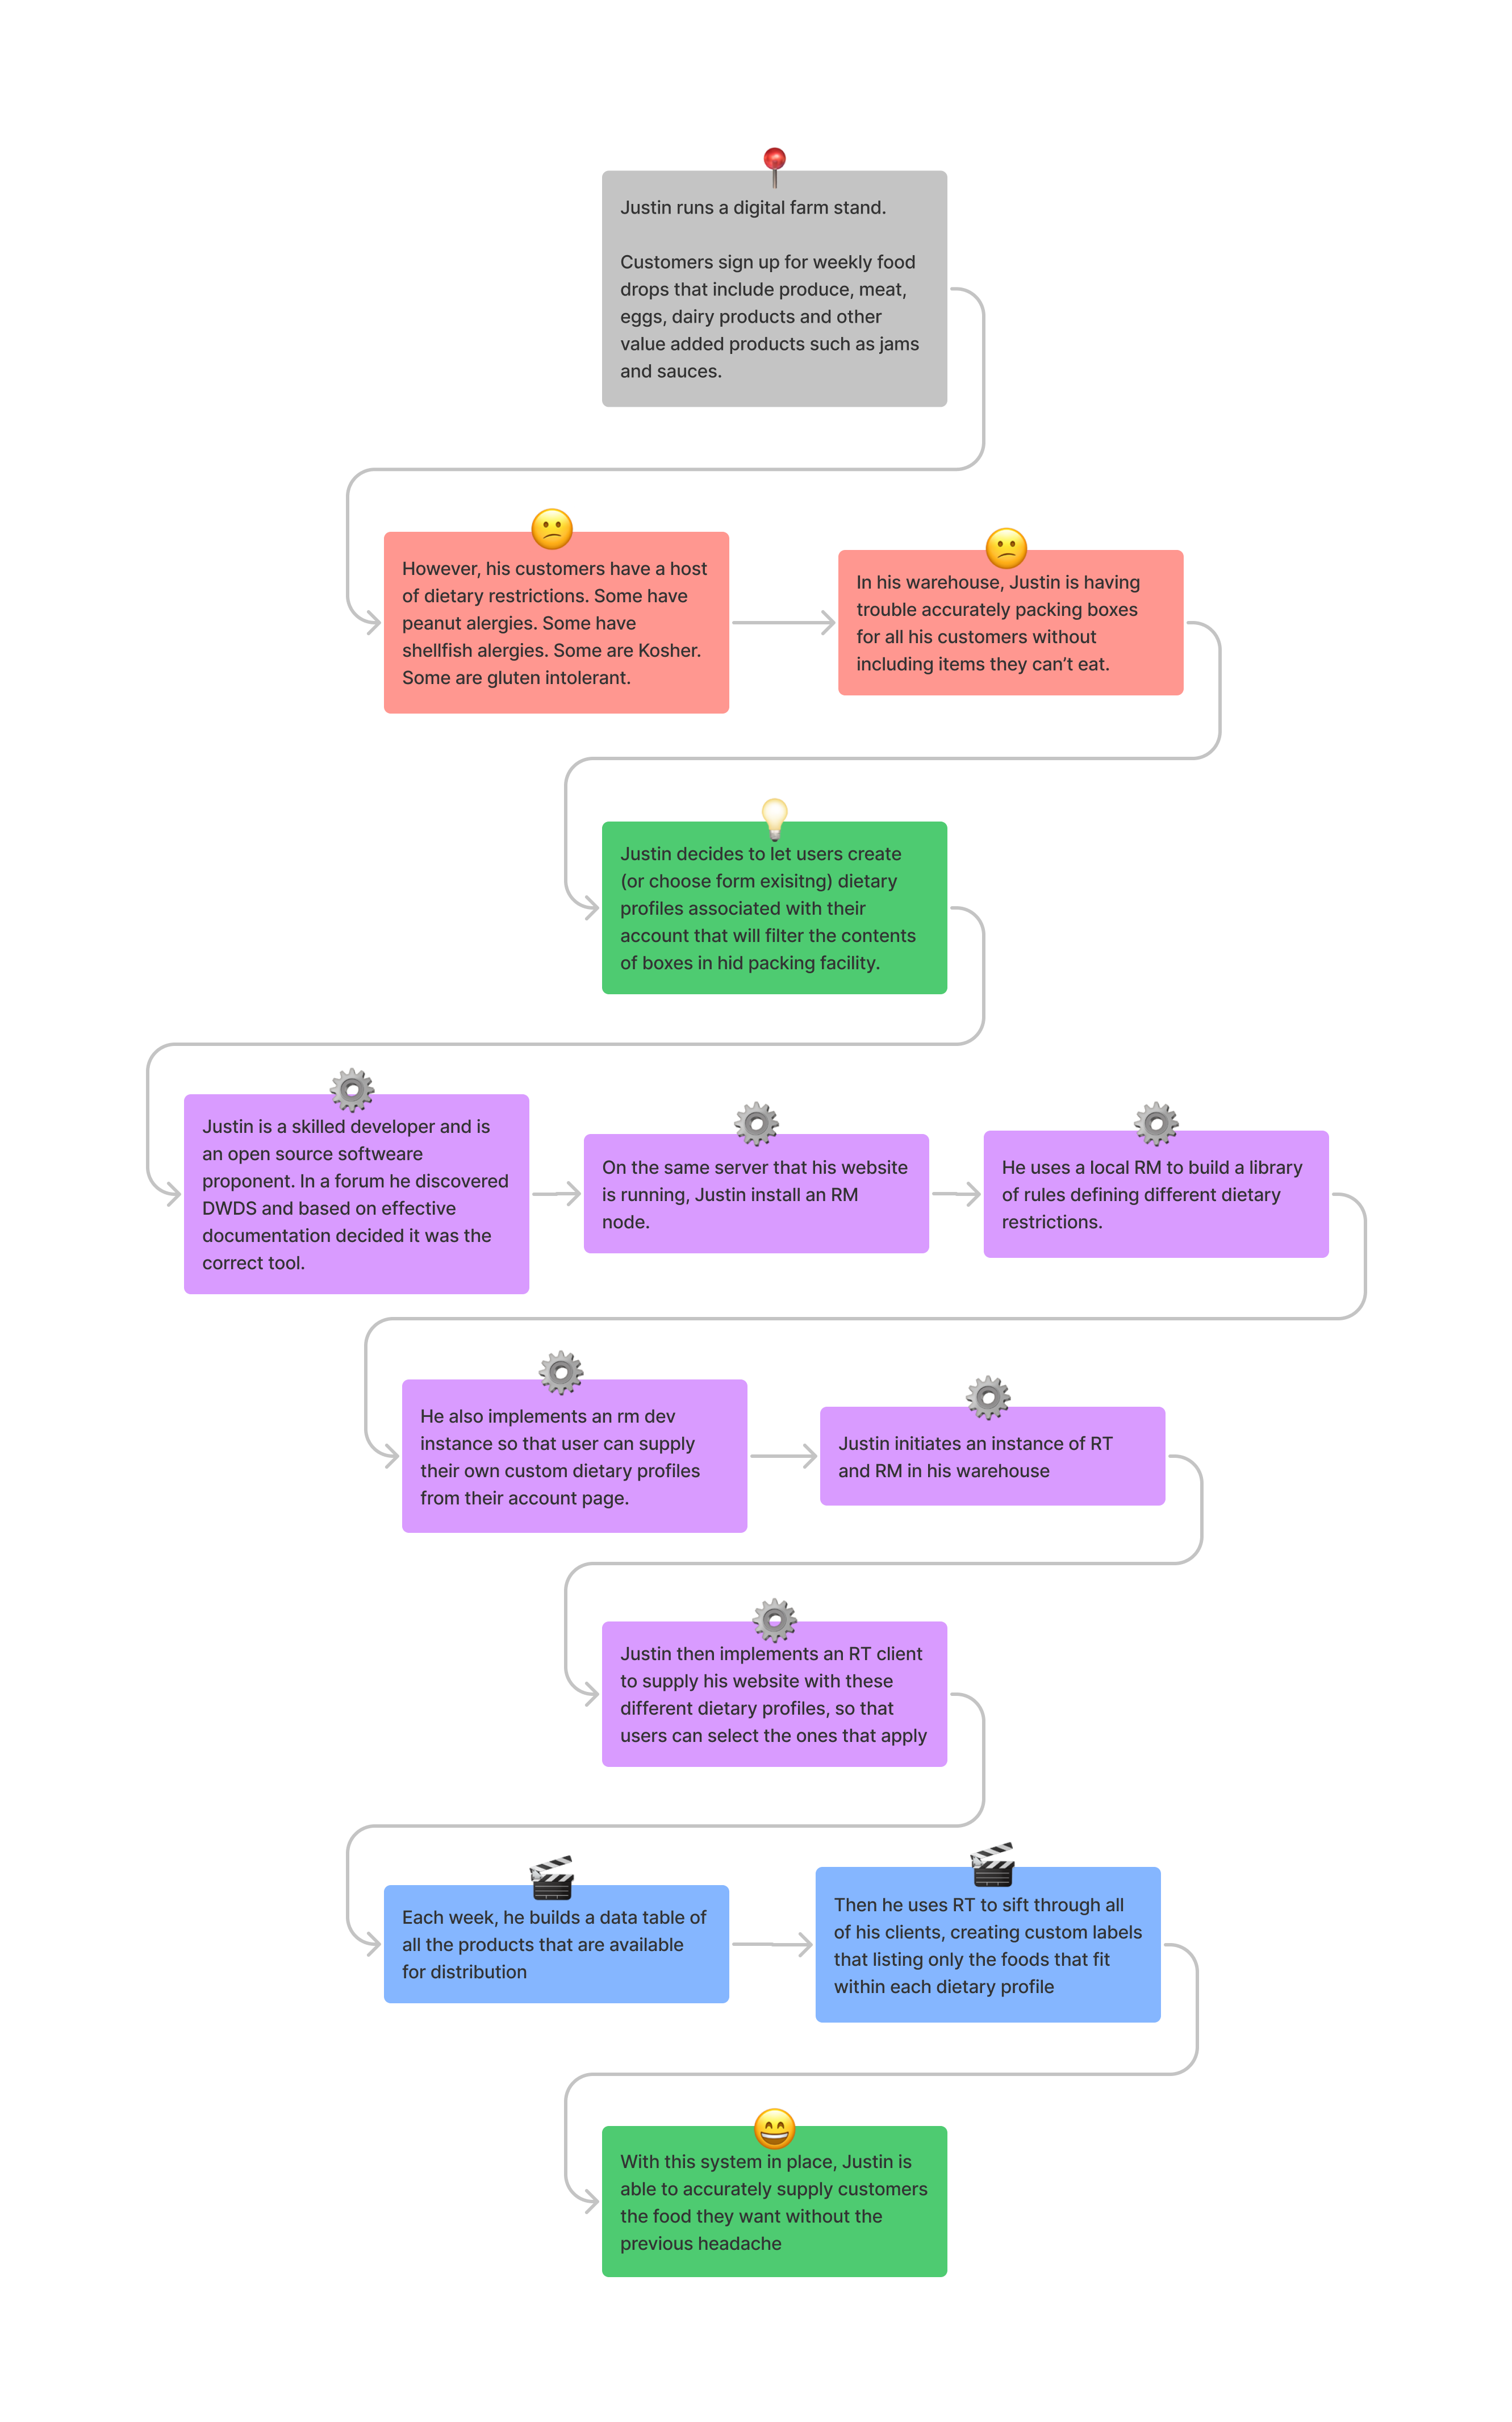 Justin runs a digital farm stand.
Customers sign up for weekly food
drops that include produce, meat,
eggs, dairy products and other
value added products such as jams
and sauces.
However, his customers have a host
of dietary restrictions. Some have
peanut alergies. Some have
shellfish alergies. Some are Kosher.
Some are gluten intolerant.
In his warehouse, Justin is having
trouble accurately packing boxes
for all his customers without
including items they can’t eat.
Justin decides to let users create
(or choose form exisitng) dietary
profiles associated with their
account that will filter the contents
of boxes in hid packing facility.
Justin is a skilled developer and is
an open source softweare
proponent. In a forum he discovered
DWDS and based on effective
documentation decided it was the
correct tool.
On the same server that his website
is running, Justin install an RM
node.
He uses a local RM to build a library
of rules defining different dietary
restrictions.
He also implements an rm dev
instance so that user can supply
their own custom dietary profiles
from their account page.
Justin initiates an instance of RT
and RM in his warehouse
Justin then implements an RT client
to supply his website with these
different dietary profiles, so that
users can select the ones that apply
Each week, he builds a data table of
all the products that are available
for distribution
Then he uses RT to sift through all
of his clients, creating custom labels
that listing only the foods that fit
within each dietary profile
With this system in place, Justin is
able to accurately supply customers
the food they want without the
previous headache